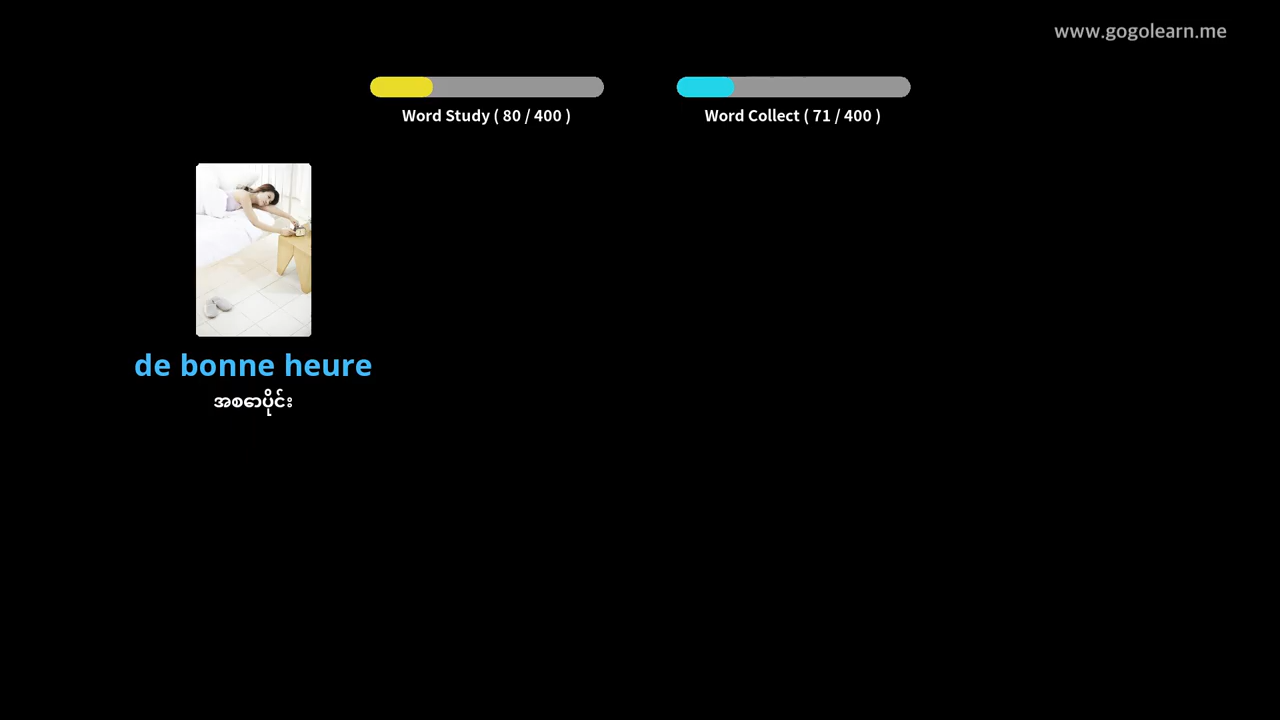 www.gogolearn.me
Word Study ( 80 / 400 )
Word Collect ( 71 / 400 )
de bonne heure
အစောပိုင်း